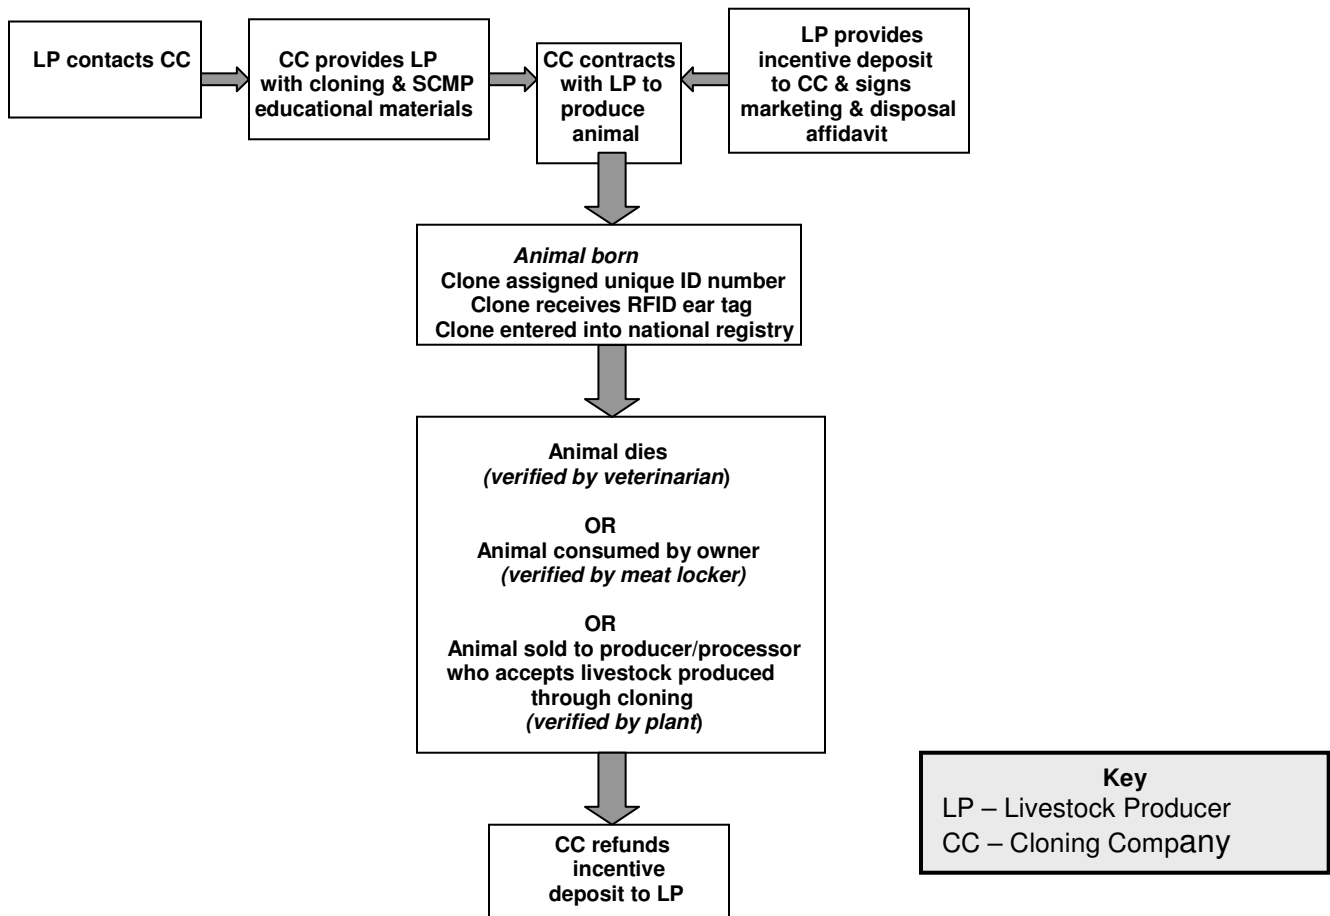 LP contacts CC
CC provides LP
with cloning & SCMP
educational materials
CC contracts
with LP to
produce
animal
LP provides
incentive deposit
to CC & signs
marketing & disposal
affidavit
Animal born
Clone assigned unique ID number
Clone receives RFID ear tag
Clone entered into national registry
Animal dies
(verified by veterinarian)
OR
Animal consumed by owner
(verified by meat locker)
OR
Animal sold to producer/processor
who accepts livestock produced
through cloning
(verified by plant)
CC refunds
incentive
deposit to LP
Key
LP – Livestock Producer
CC – Cloning Company